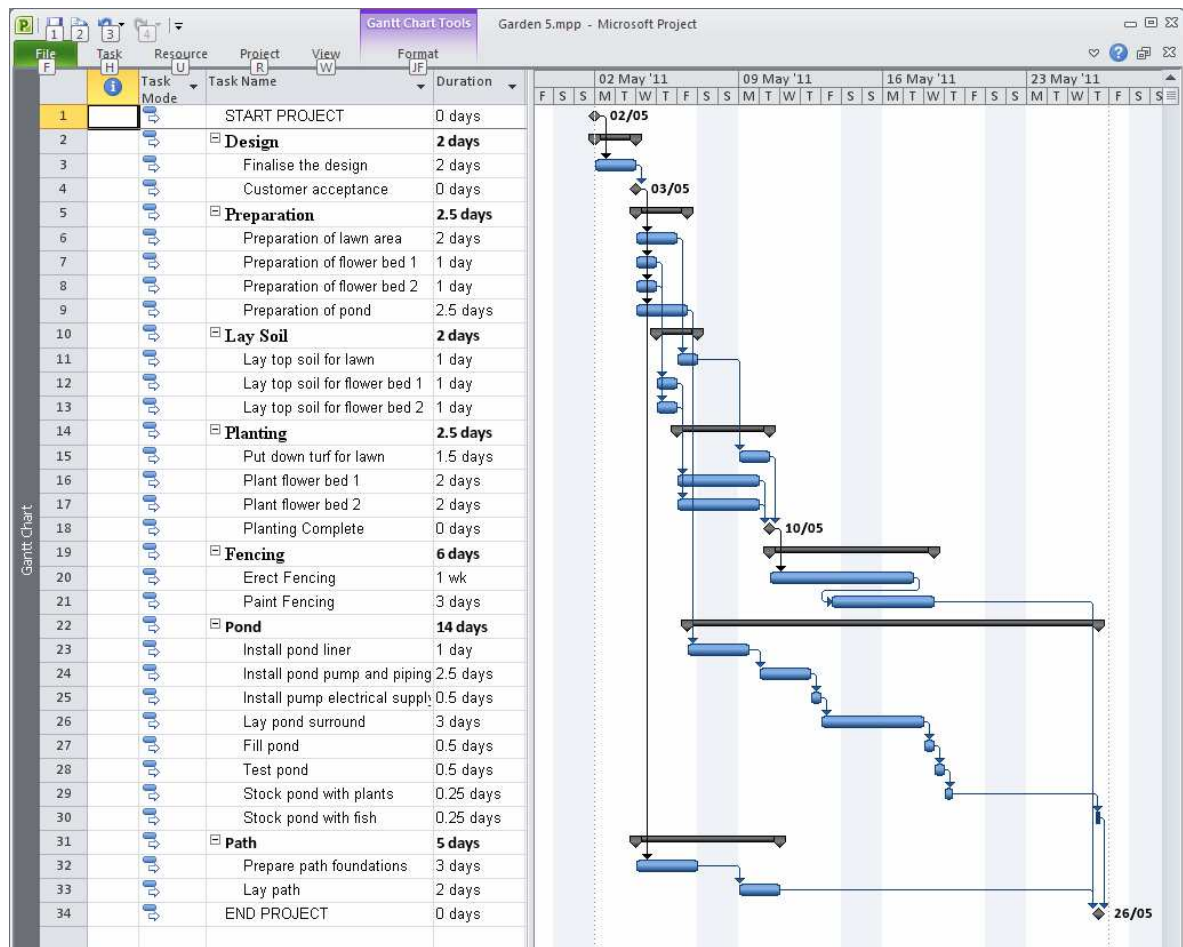 Gantt Chart Tools Garden 5.mpp - Microsoft Project
1 2 3 4
File Task Resource Project View Format
F H U R W JF
Task Mode Task Name Duration 02 May '11 09 May '11 16 May '11 23 May '11
F S S M T W T F S S M T W T F S S M T W T F S S M T W T F S S
1 START PROJECT 0 days 02/05
2 Design 2 days
3 Finalise the design 2 days
4 Customer acceptance 0 days 03/05
5 Preparation 2.5 days
6 Preparation of lawn area 2 days
7 Preparation of flower bed 1 1 day
8 Preparation of flower bed 2 1 day
9 Preparation of pond 2.5 days
10 Lay Soil 2 days
11 Lay top soil for lawn 1 day
12 Lay top soil for flower bed 1 1 day
13 Lay top soil for flower bed 2 1 day
14 Planting 2.5 days
15 Put down turf for lawn 1.5 days
16 Plant flower bed 1 2 days
17 Plant flower bed 2 2 days
18 Planting Complete 0 days 10/05
19 Fencing 6 days
20 Erect Fencing 1 wk
21 Paint Fencing 3 days
22 Pond 14 days
23 Install pond liner 1 day
24 Install pond pump and piping 2.5 days
25 Install pump electrical supply 0.5 days
26 Lay pond surround 3 days
27 Fill pond 0.5 days
28 Test pond 0.5 days
29 Stock pond with plants 0.25 days
30 Stock pond with fish 0.25 days
31 Path 5 days
32 Prepare path foundations 3 days
33 Lay path 2 days
34 END PROJECT 0 days 26/05
Gantt Chart